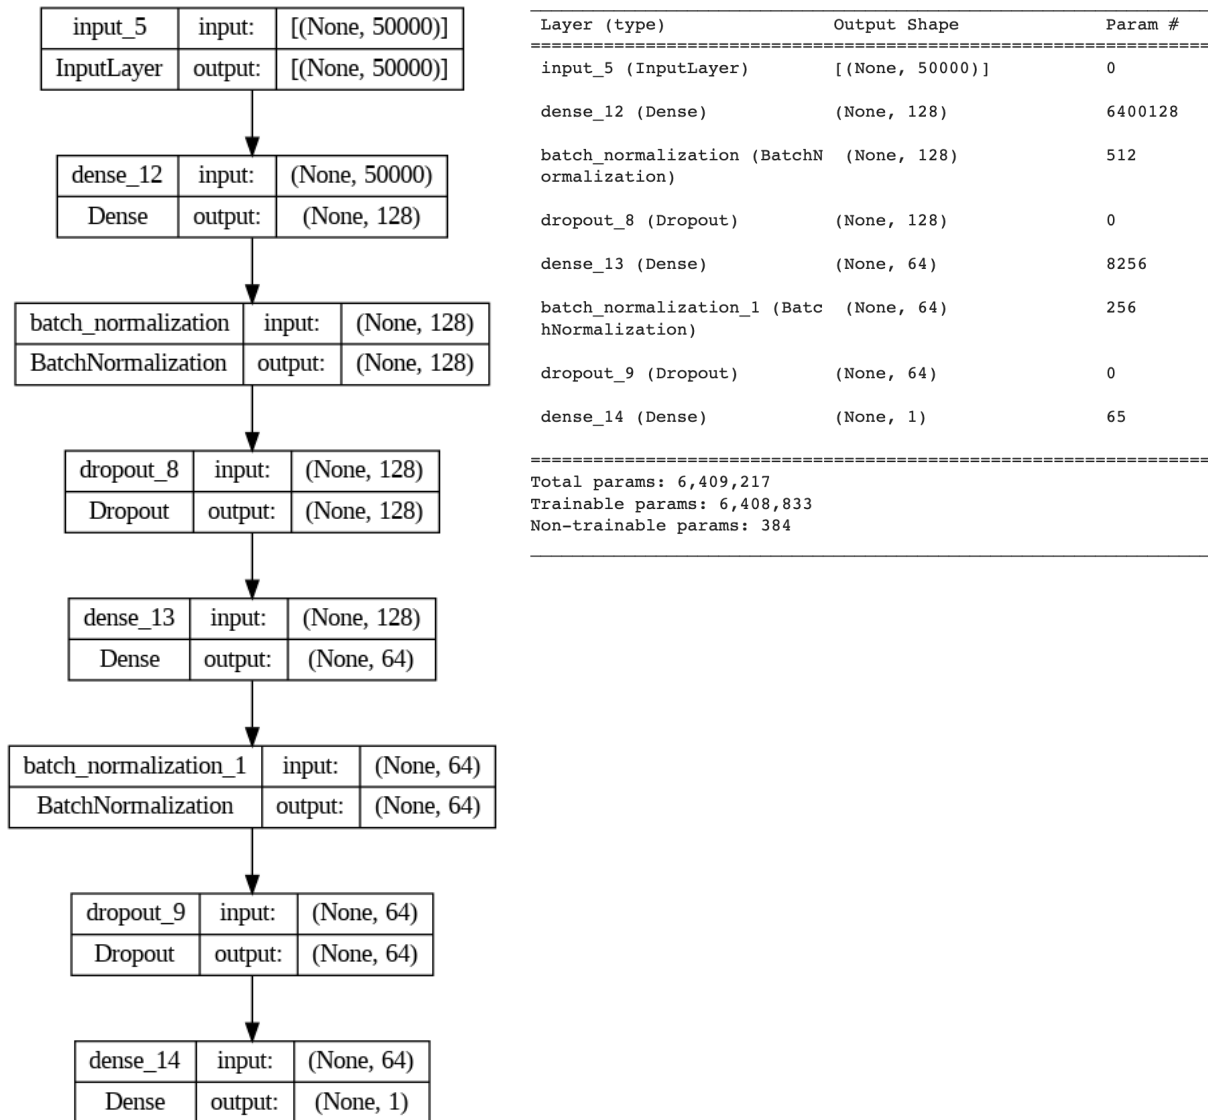 input_5 input: [(None, 50000)]
InputLayer output: [(None, 50000)]
dense_12 input: (None, 50000)
Dense output: (None, 128)
batch_normalization input: (None, 128)
BatchNormalization output: (None, 128)
dropout_8 input: (None, 128)
Dropout output: (None, 128)
dense_13 input: (None, 128)
Dense output: (None, 64)
batch_normalization_1 input: (None, 64)
BatchNormalization output: (None, 64)
dropout_9 input: (None, 64)
Dropout output: (None, 64)
dense_14 input: (None, 64)
Dense output: (None, 1)
Layer (type) Output Shape Param #
input_5 (InputLayer) [(None, 50000)] 0
dense_12 (Dense) (None, 128) 6400128
batch_normalization (BatchN (None, 128) 512
ormalization)
dropout_8 (Dropout) (None, 128) 0
dense_13 (Dense) (None, 64) 8256
batch_normalization_1 (Batc (None, 64) 256
hNormalization)
dropout_9 (Dropout) (None, 64) 0
dense_14 (Dense) (None, 1) 65
Total params: 6,409,217
Trainable params: 6,408,833
Non-trainable params: 384